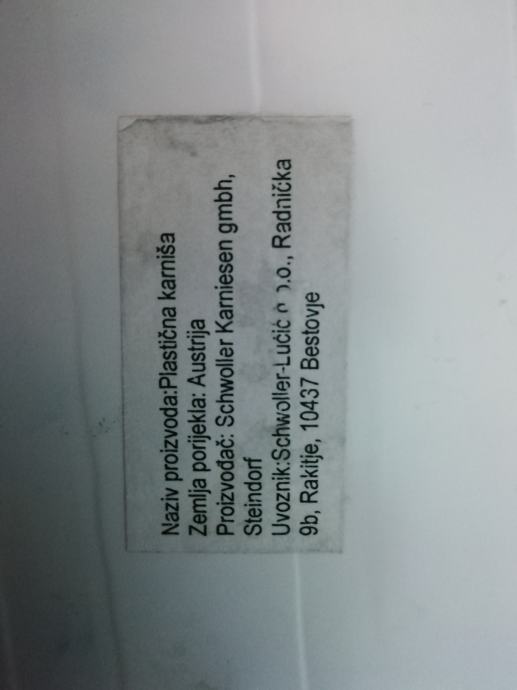 Naziv proizvoda:Plastična karniša
Zemlja porijekla: Austrija
Proizvođač: Schwoller Karniesen gmbh,
Steindorf
Uvoznik:Schwoller-Lučić o.o., Radnička
9b, Rakitje, 10437 Bestovje